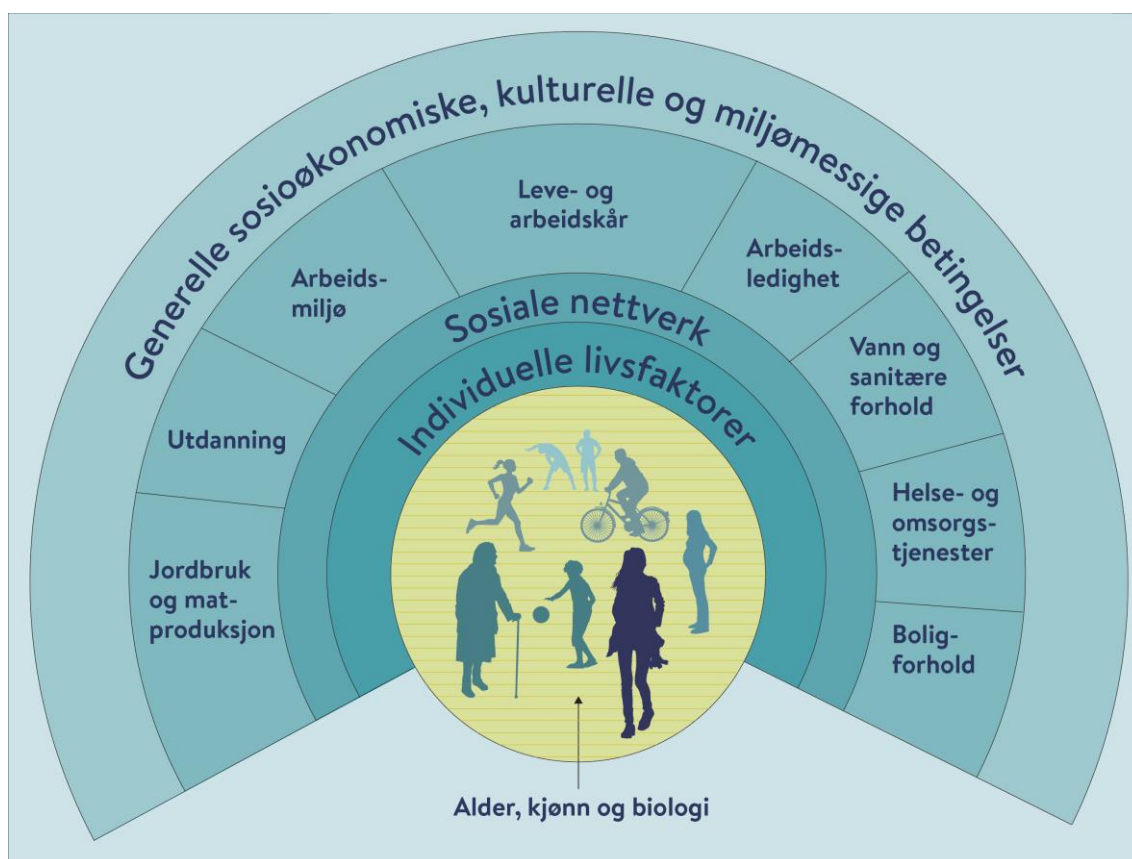 Generelle sosioøkonomiske, kulturelle og miljømessige betingelser
Leve- og
arbeidskår
Arbeids-
miljø
Arbeids-
ledighet
Utdanning
Vann og
sanitære
forhold
Jordbruk
og mat-
produksjon
Helse- og
omsorgs-
tjenester
Bolig-
forhold
Sosiale nettverk
Individuelle livsfaktorer
Alder, kjønn og biologi